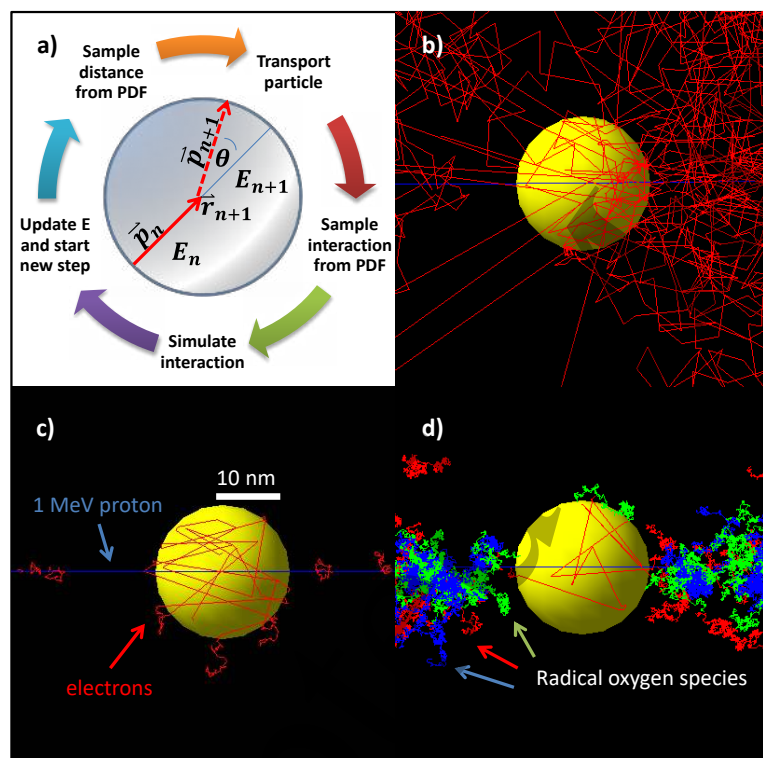 a)
Sample
distance
from PDF
Transport
particle
Sample
interaction
from PDF
Simulate
interaction
Update E
and start
new step
p⃗ₙ₊₁
θ
Eₙ₊₁
r⃗ₙ₊₁
p⃗ₙ
Eₙ
b)
c)
10 nm
1 MeV proton
electrons
d)
Radical oxygen species